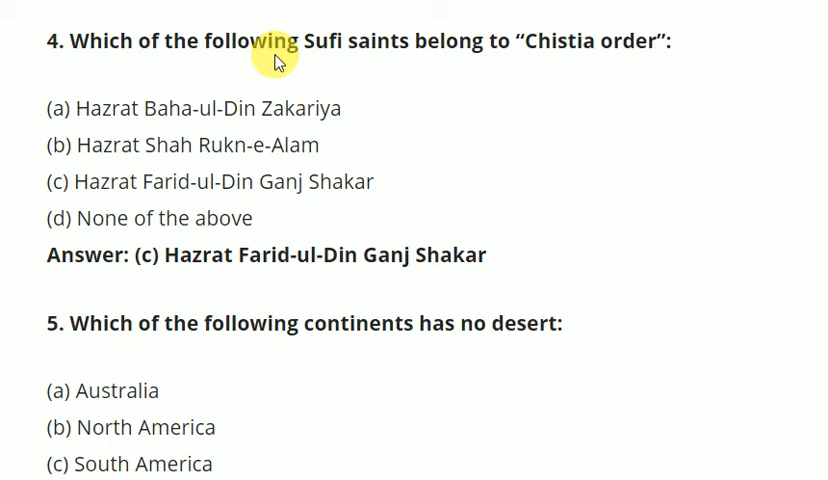 4. Which of the following Sufi saints belong to “Chistia order”:
(a) Hazrat Baha-ul-Din Zakariya
(b) Hazrat Shah Rukn-e-Alam
(c) Hazrat Farid-ul-Din Ganj Shakar
(d) None of the above
Answer: (c) Hazrat Farid-ul-Din Ganj Shakar
5. Which of the following continents has no desert:
(a) Australia
(b) North America
(c) South America